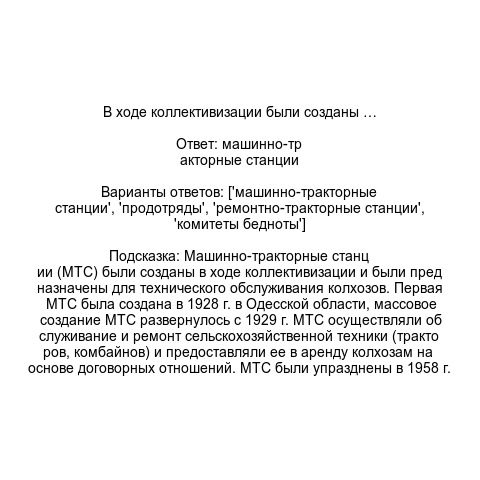 В ходе коллективизации были созданы …
Ответ: машинно-тр
акторные станции
Варианты ответов: ['машинно-тракторные
станции', 'продотряды', 'ремонтно-тракторные станции',
'комитеты бедноты']
Подсказка: Машинно-тракторные станц
ии (МТС) были созданы в ходе коллективизации и были пред
назначены для технического обслуживания колхозов. Первая
МТС была создана в 1928 г. в Одесской области, массовое
создание МТС развернулось с 1929 г. МТС осуществляли об
служивание и ремонт сельскохозяйственной техники (тракто
ров, комбайнов) и предоставляли ее в аренду колхозам на
основе договорных отношений. МТС были упразднены в 1958 г.